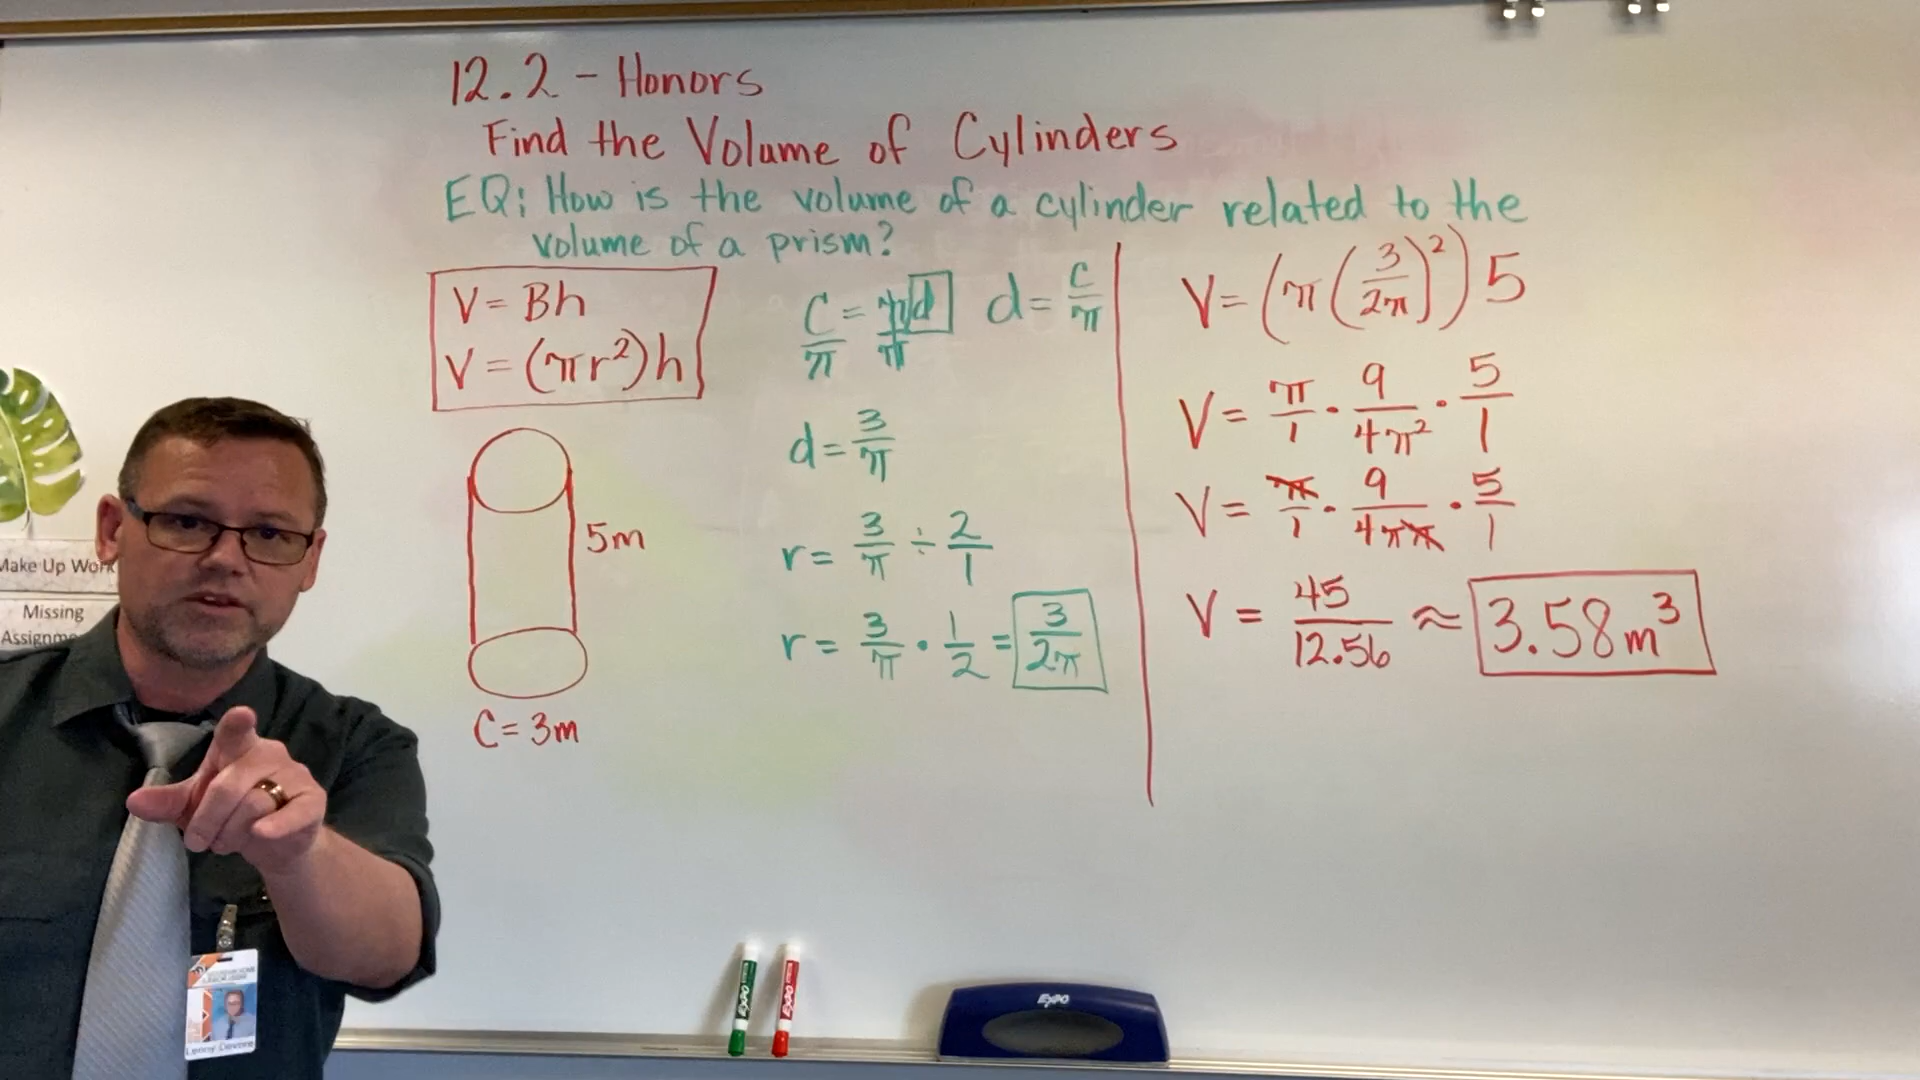 12.2 - Honors
Find the Volume of Cylinders
EQ: How is the volume of a cylinder related to the
volume of a prism?
V = Bh
V = (πr²)h
5m
C = 3m
C/π = πd/π d = C/π
d = 3/π
r = 3/π ÷ 2/1
r = 3/π · 1/2 = 3/2π
V = (π(3/2π)²)5
V = π/1 · 9/4π² · 5/1
V = π/1 · 9/4ππ · 5/1
V = 45/12.56 ≈ 3.58m³
Make Up Work
Missing
EXPO
EXPO
EXPO
Lenny